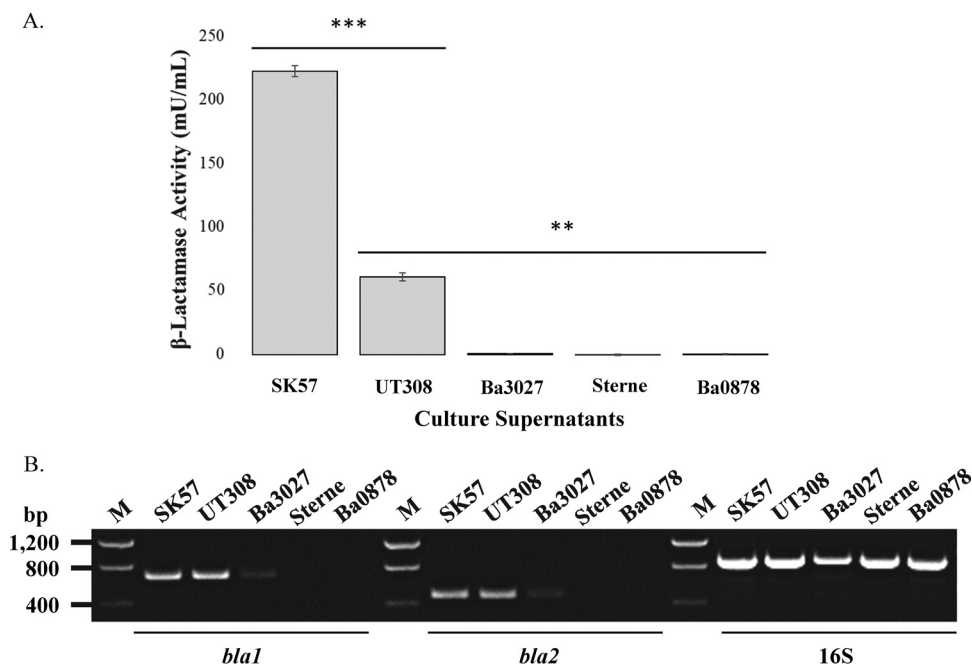 A.
***
**
β-Lactamase Activity (mU/mL)
250
200
150
100
50
0
SK57 UT308 Ba3027 Sterne Ba0878
Culture Supernatants
B.
bp M SK57 UT308 Ba3027 Sterne Ba0878 M SK57 UT308 Ba3027 Sterne Ba0878 M SK57 UT308 Ba3027 Sterne Ba0878
1,200
800
400
bla1 bla2 16S